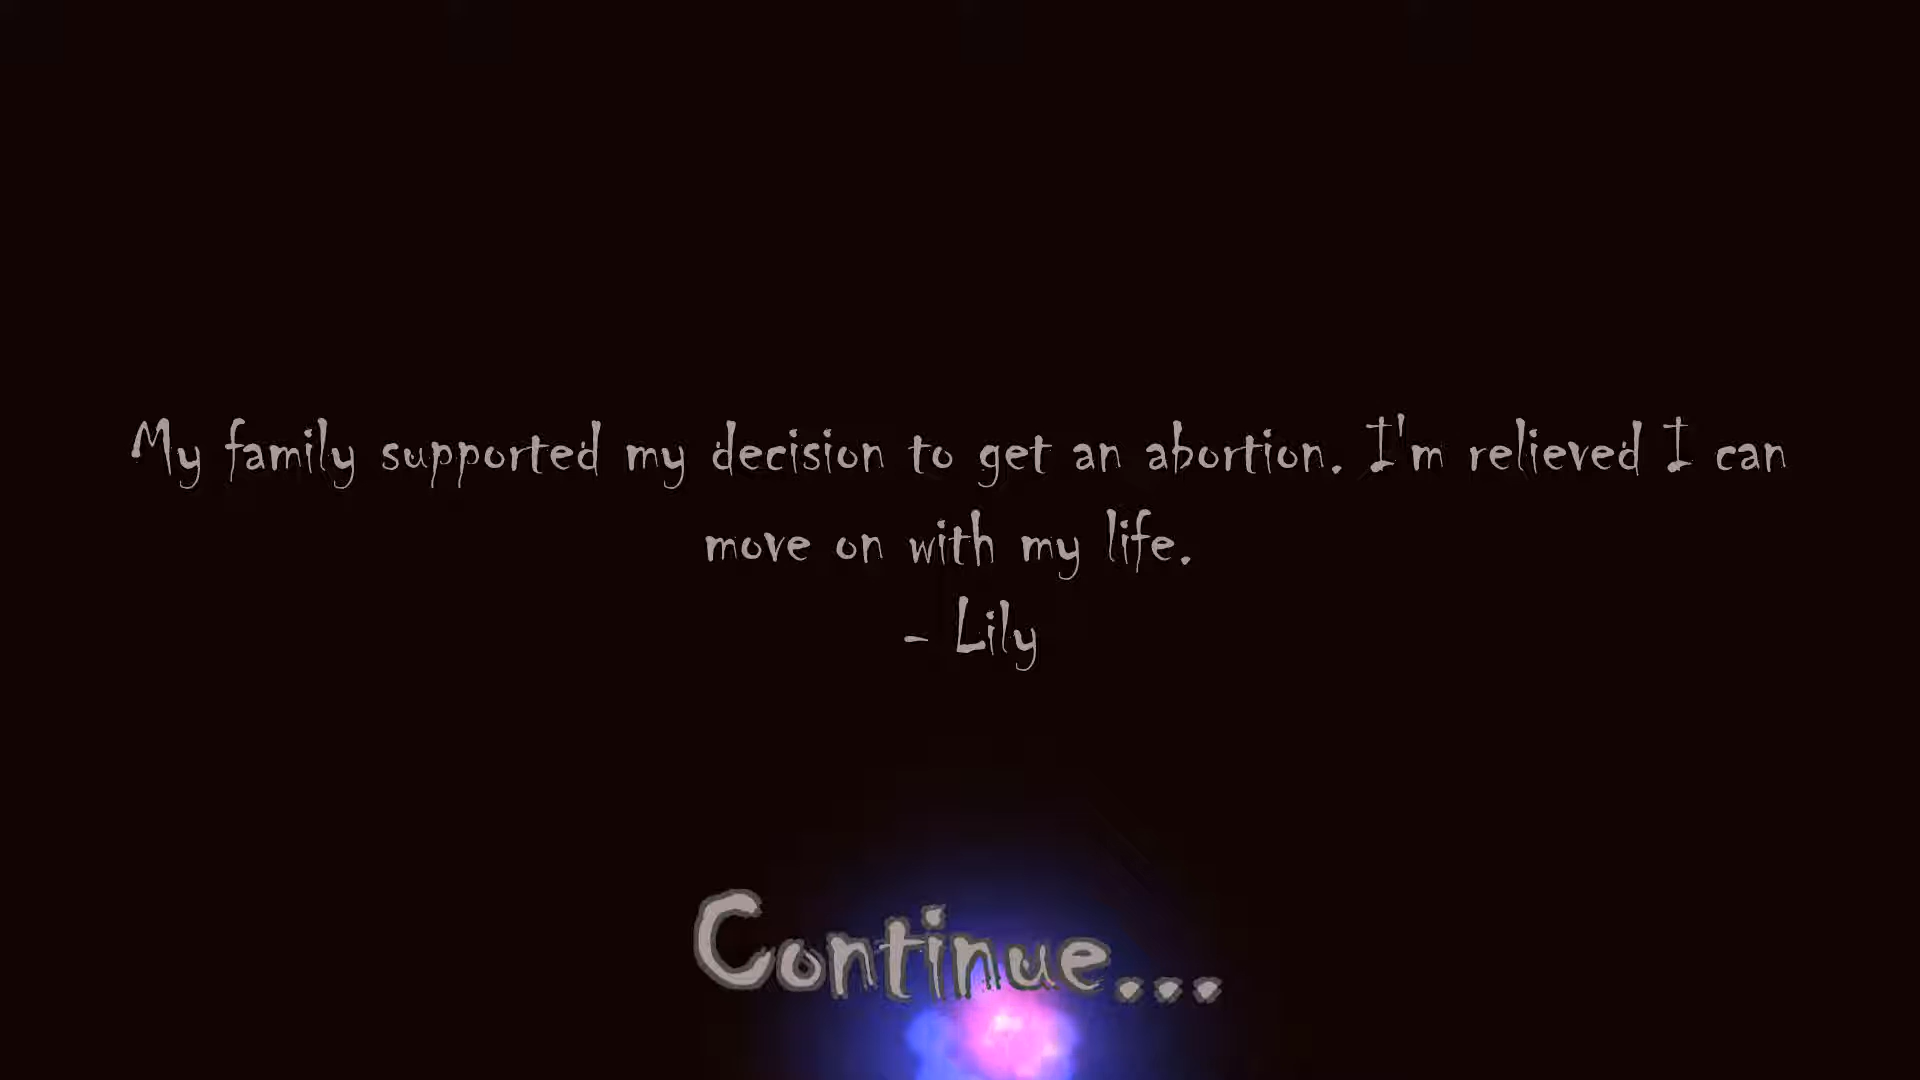 My family supported my decision to get an abortion. I'm relieved I can
move on with my life.
- Lily
Continue...